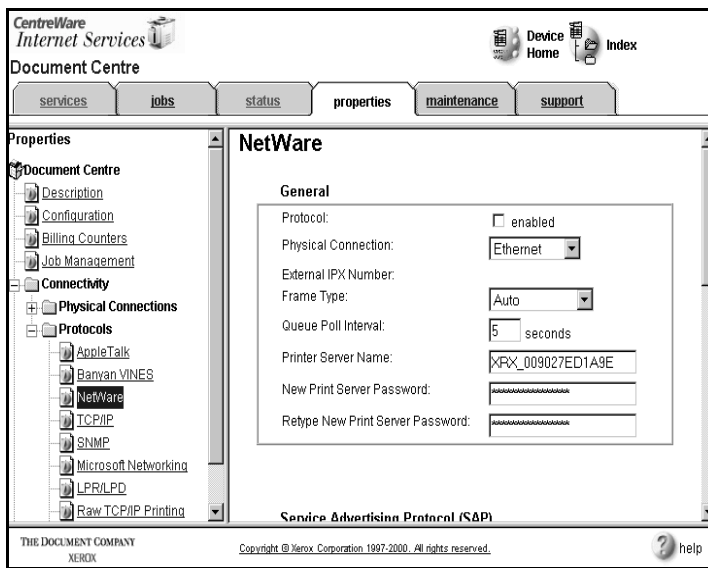 CentreWare
Internet Services
Document Centre
Device Home
Index
services
jobs
status
properties
maintenance
support
Properties
Document Centre
Description
Configuration
Billing Counters
Job Management
Connectivity
Physical Connections
Protocols
AppleTalk
Banyan VINES
NetWare
TCP/IP
SNMP
Microsoft Networking
LPR/LPD
Raw TCP/IP Printing
NetWare
General
Protocol: enabled
Physical Connection: Ethernet
External IPX Number:
Frame Type: Auto
Queue Poll Interval: 5 seconds
Printer Server Name: XRX_009027ED1A9E
New Print Server Password: ****************
Retype New Print Server Password: ****************
Service Advertising Protocol (SAP)
THE DOCUMENT COMPANY
XEROX
Copyright © Xerox Corporation 1997-2000. All rights reserved.
help